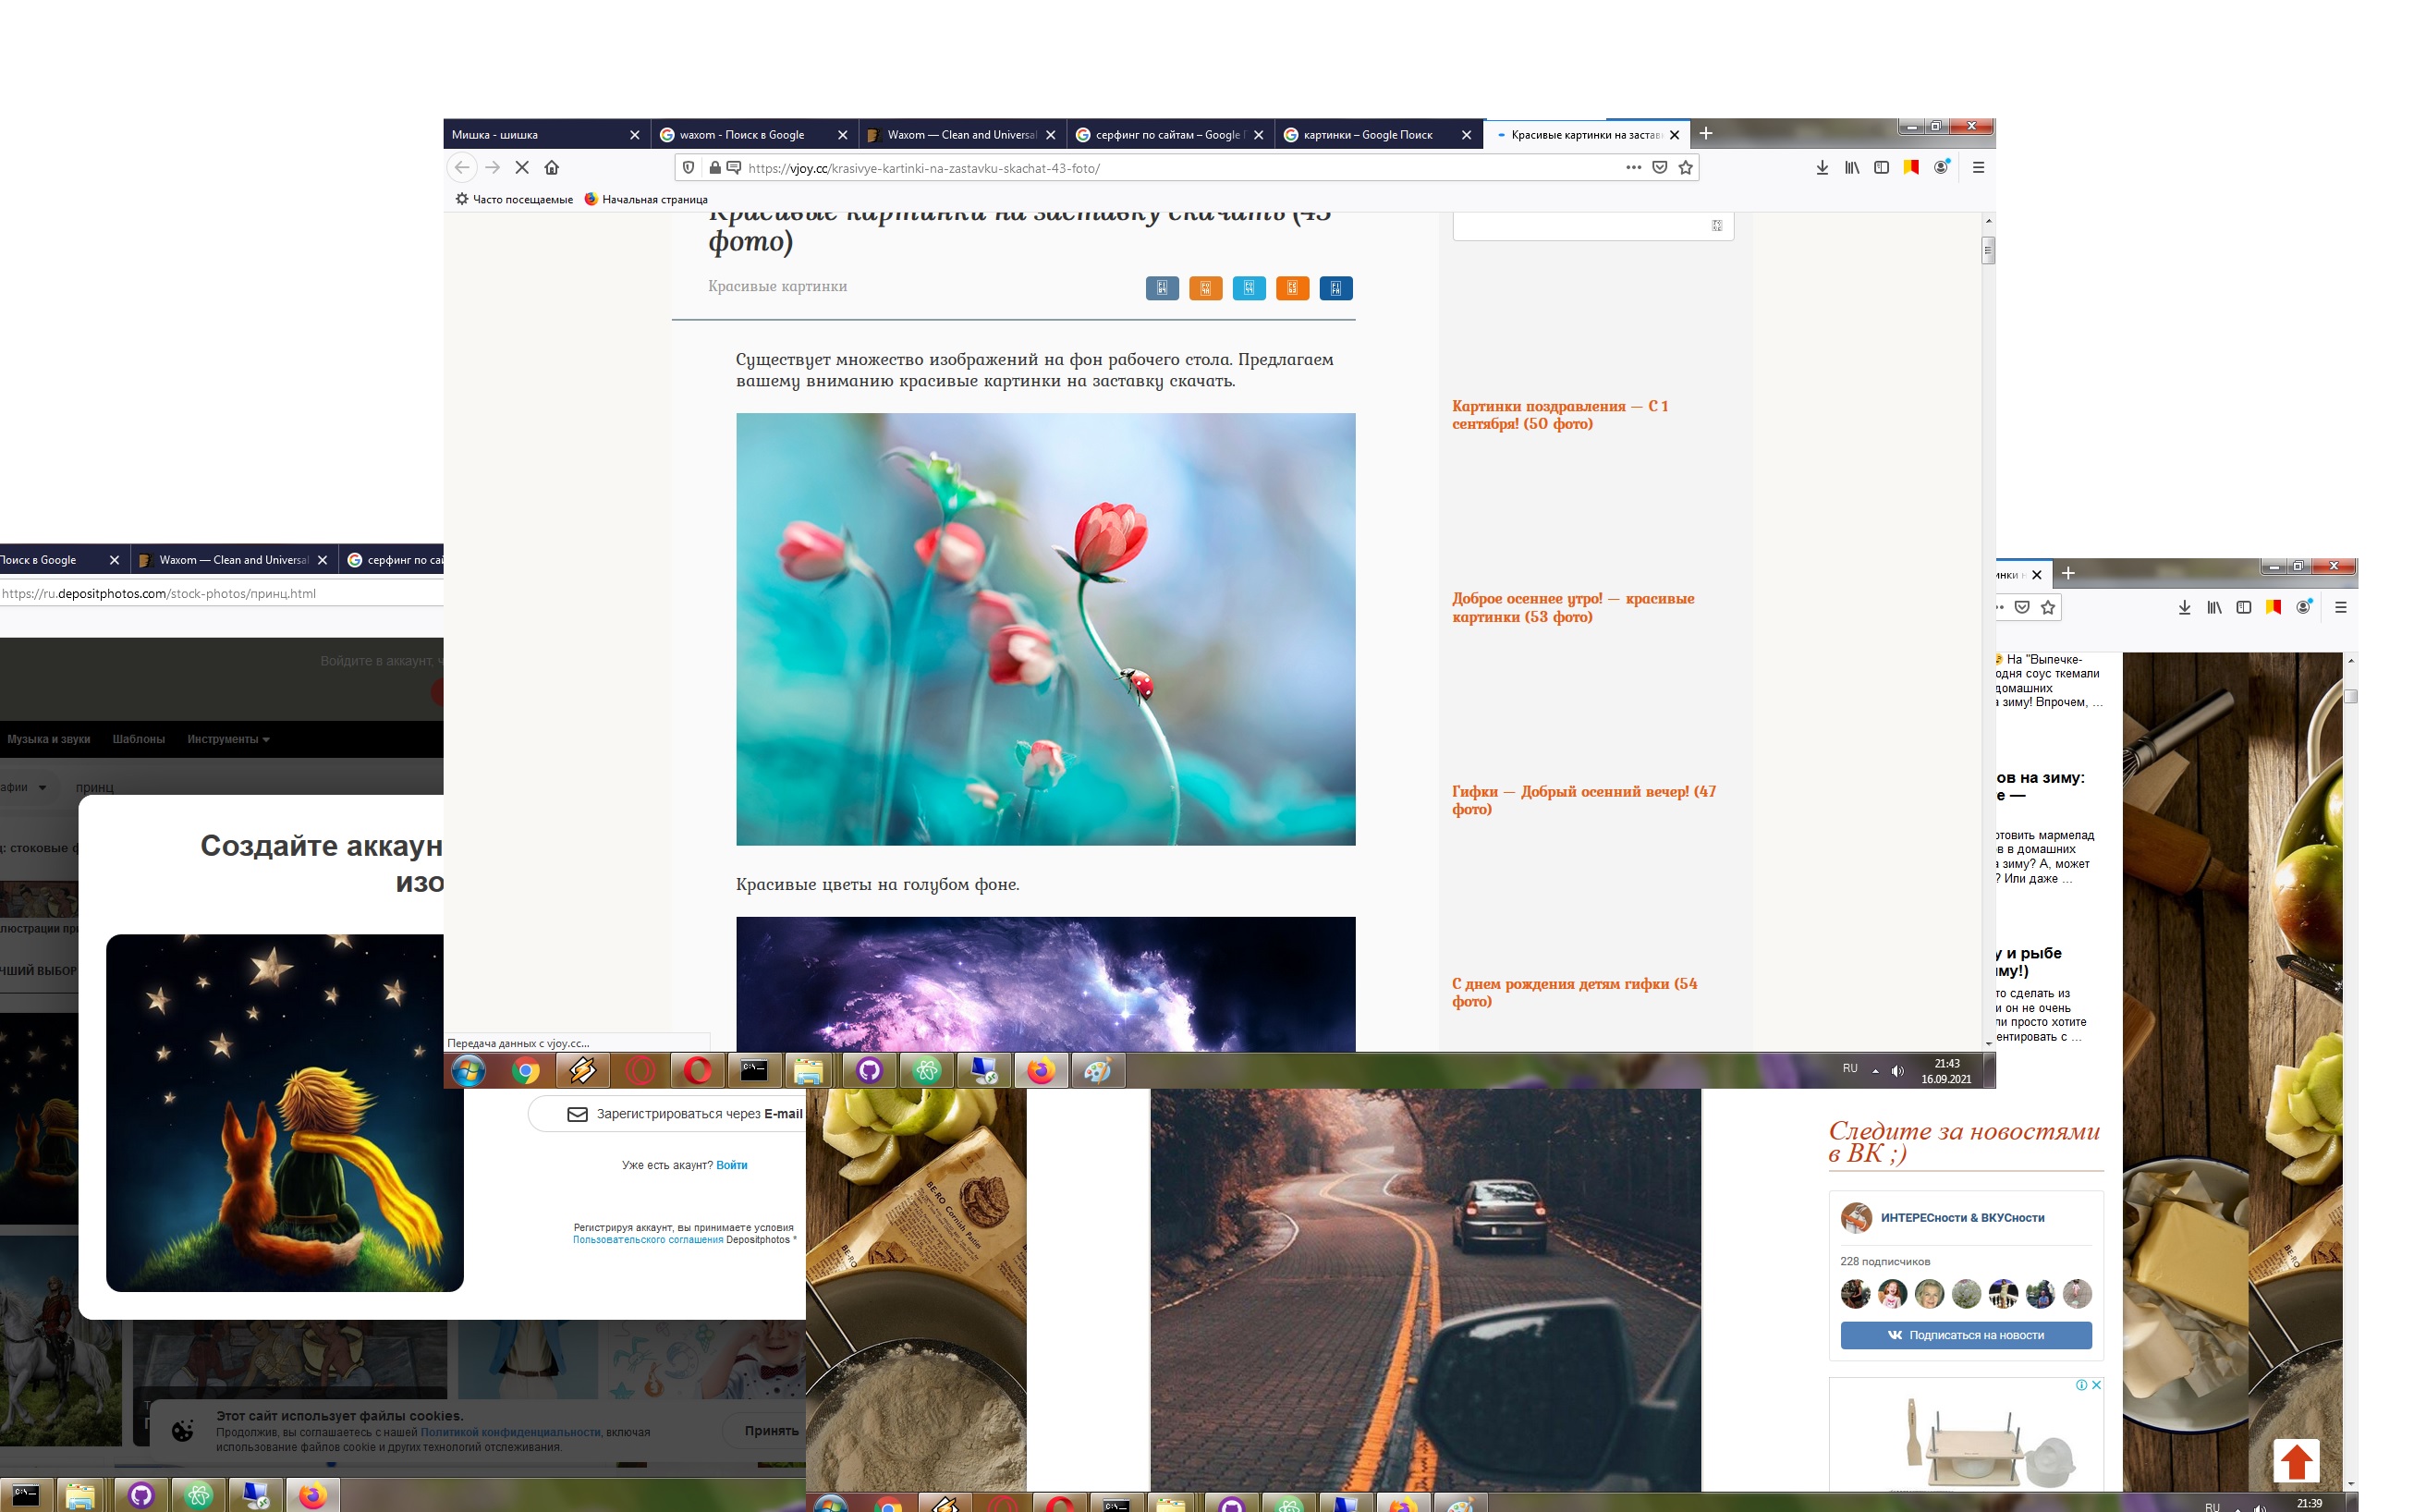 Мишка - шишка
waxom - Поиск в Google
Waxom — Clean and Universal
серфинг по сайтам – Google
картинки – Google Поиск
Красивые картинки на застав
https://vjoy.cc/krasivye-kartinki-na-zastavku-skachat-43-foto/
Часто посещаемые
Начальная страница
Красивые картинки на заставку скачать (43
фото)
Красивые картинки
Существует множество изображений на фон рабочего стола. Предлагаем
вашему вниманию красивые картинки на заставку скачать.
Красивые цветы на голубом фоне.
Картинки поздравления — С 1
сентября! (50 фото)
Доброе осеннее утро! — красивые
картинки (53 фото)
Гифки — Добрый осенний вечер! (47
фото)
С днем рождения детям гифки (54
фото)
Передача данных с vjoy.cc...
RU
21:43
16.09.2021
Поиск в Google
Waxom — Clean and Universal
серфинг по сай
https://ru.depositphotos.com/stock-photos/принц.html
Войдите в аккаунт, ч
Музыка и звуки
Шаблоны
Инструменты
афии
принц
д: стоковые ф
люстрации при
ЧШИЙ ВЫБОР
Создайте аккаун
изо
Зарегистрироваться через E-mail
Уже есть акаунт? Войти
Регистрируя аккаунт, вы принимаете условия
Пользовательского соглашения Depositphotos *
Этот сайт использует файлы cookies.
Продолжив, вы соглашаетесь с нашей Политикой конфиденциальности, включая
использование файлов cookie и других технологий отслеживания.
Принять
На "Выпечке-
одня соус ткемали
домашних
а зиму! Впрочем, ...
ов на зиму:
е —
отовить мармелад
ов в домашних
а зиму? А, может
? Или даже ...
у и рыбе
иму!)
то сделать из
и он не очень
ли просто хотите
ентировать с ...
BE-RO
Cornish Pastier
Следите за новостями
в ВК ;)
ИНТЕРЕСности & ВКУСности
228 подписчиков
Подписаться на новости
RU
21:39